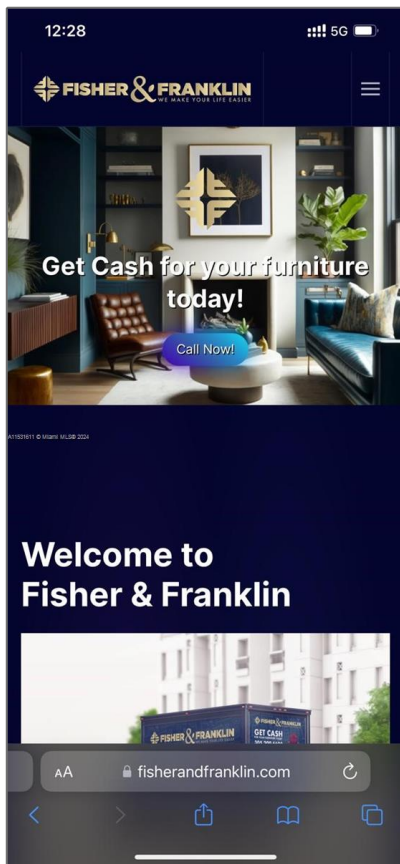 12:28
5G
FISHER & FRANKLIN
WE MAKE YOUR LIFE EASIER
Get Cash for your furniture
today!
Call Now!
A11531611 © Miami MLS® 2024
Welcome to
Fisher & Franklin
FISHER & FRANKLIN
FISHER & FRANKLIN
GET CASH
AA
fisherandfranklin.com